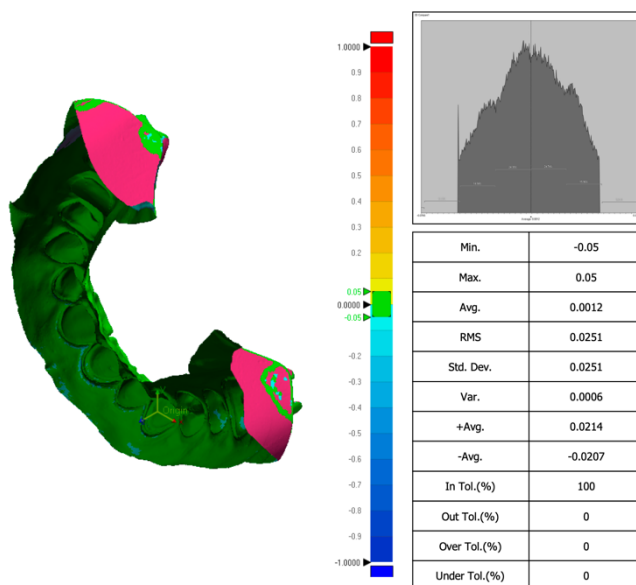 1.0000
0.9
0.8
0.7
0.6
0.5
0.4
0.3
0.2
0.05
0.0000
-0.05
-0.2
-0.3
-0.4
-0.5
-0.6
-0.7
-0.8
-0.9
-1.0000
Origin
Min. -0.05
Max. 0.05
Avg. 0.0012
RMS 0.0251
Std. Dev. 0.0251
Var. 0.0006
+Avg. 0.0214
-Avg. -0.0207
In Tol.(%) 100
Out Tol.(%) 0
Over Tol.(%) 0
Under Tol.(%) 0